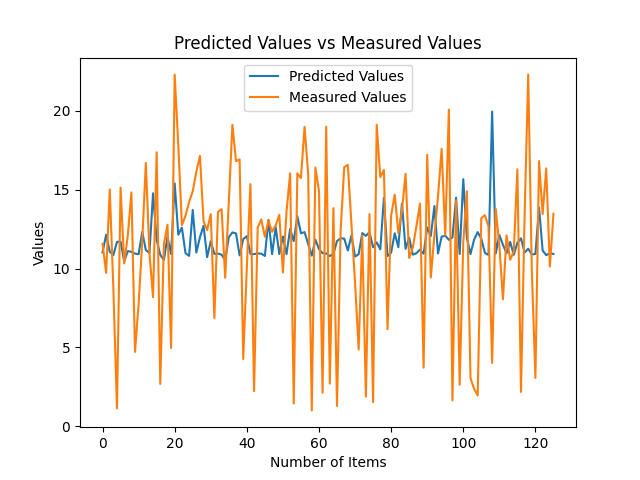 Predicted Values vs Measured Values
Predicted Values
Measured Values
20
15
10
5
0
Values
0 20 40 60 80 100 120
Number of Items